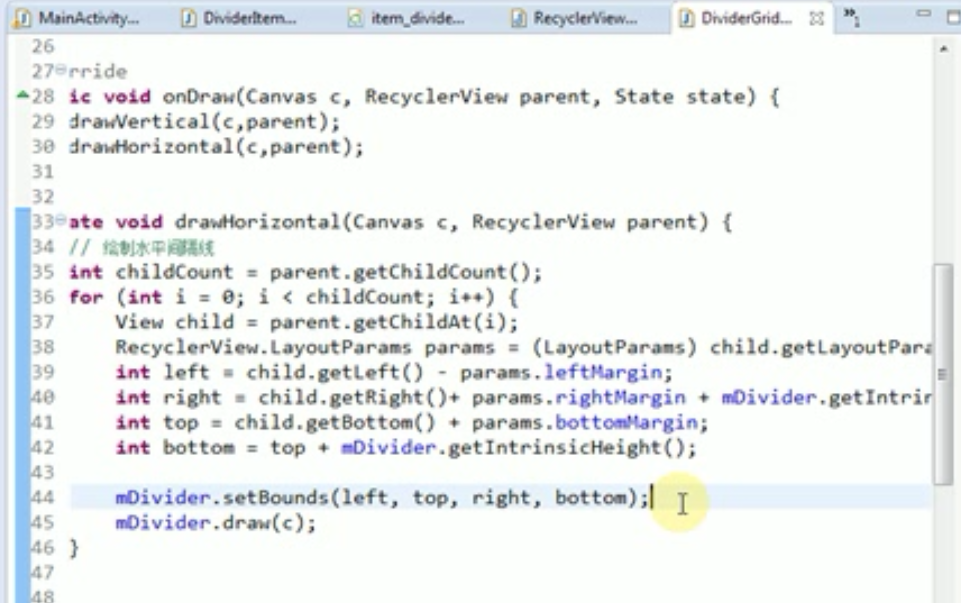 MainActivity... DividerItem... item_divide... RecyclerView... DividerGrid... »1
26
27 rride
28 ic void onDraw(Canvas c, RecyclerView parent, State state) {
29 drawVertical(c,parent);
30 drawHorizontal(c,parent);
31
32
33 ate void drawHorizontal(Canvas c, RecyclerView parent) {
34 // 绘制水平间隔线
35 int childCount = parent.getChildCount();
36 for (int i = 0; i < childCount; i++) {
37 View child = parent.getChildAt(i);
38 RecyclerView.LayoutParams params = (LayoutParams) child.getLayoutPara
39 int left = child.getLeft() - params.leftMargin;
40 int right = child.getRight()+ params.rightMargin + mDivider.getIntrin
41 int top = child.getBottom() + params.bottomMargin;
42 int bottom = top + mDivider.getIntrinsicHeight();
43
44 mDivider.setBounds(left, top, right, bottom);
45 mDivider.draw(c);
46 }
47
48